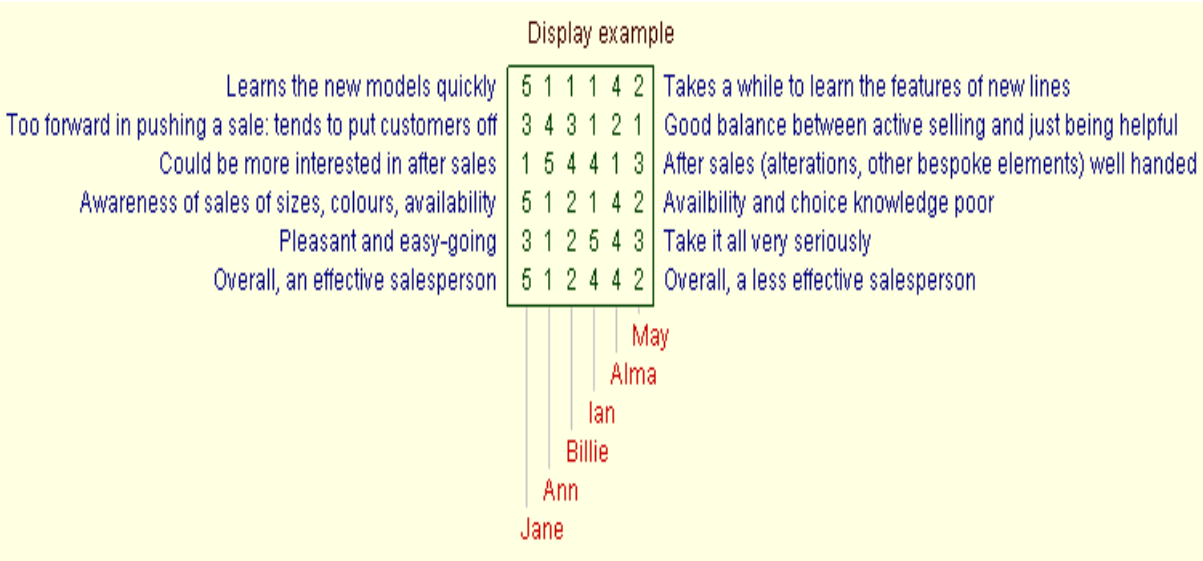 Display example
Learns the new models quickly 5 1 1 1 4 2 Takes a while to learn the features of new lines
Too forward in pushing a sale: tends to put customers off 3 4 3 1 2 1 Good balance between active selling and just being helpful
Could be more interested in after sales 1 5 4 4 1 3 After sales (alterations, other bespoke elements) well handed
Awareness of sales of sizes, colours, availability 5 1 2 1 4 2 Availbility and choice knowledge poor
Pleasant and easy-going 3 1 2 5 4 3 Take it all very seriously
Overall, an effective salesperson 5 1 2 4 4 2 Overall, a less effective salesperson
May
Alma
Ian
Billie
Ann
Jane